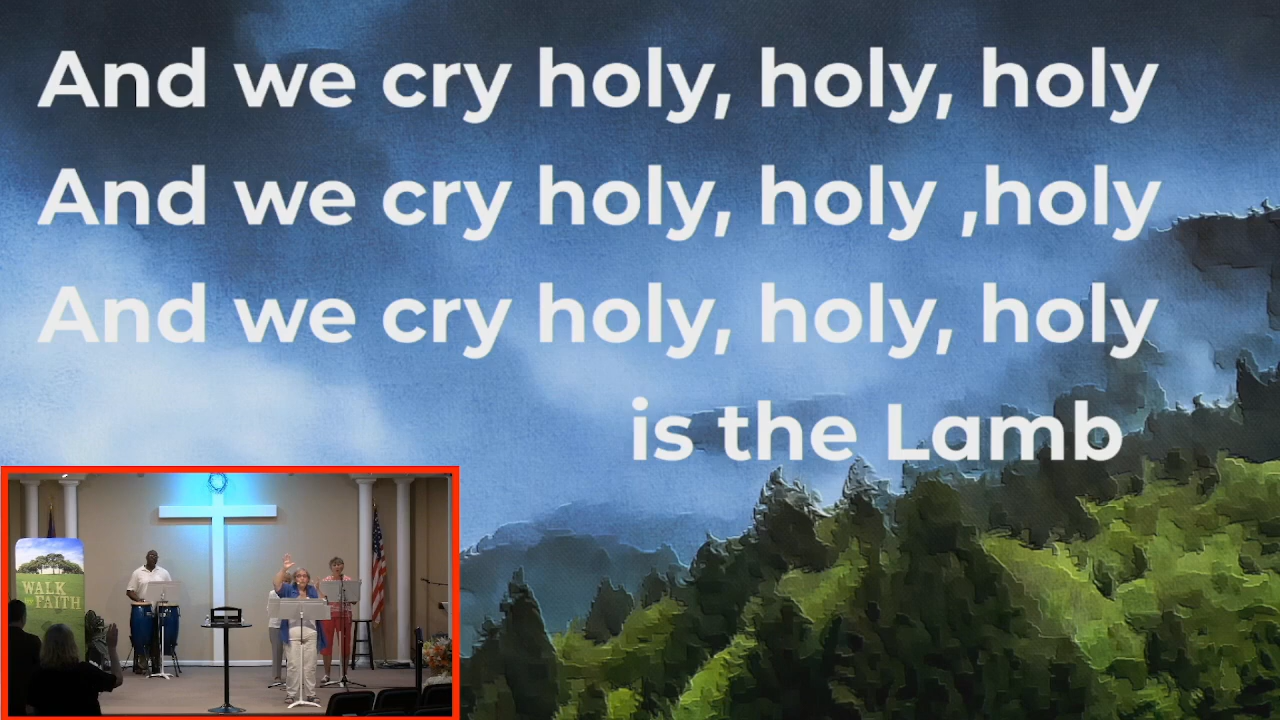 And we cry holy, holy, holy
And we cry holy, holy ,holy
And we cry holy, holy, holy
is the Lamb
WALK
FAITH